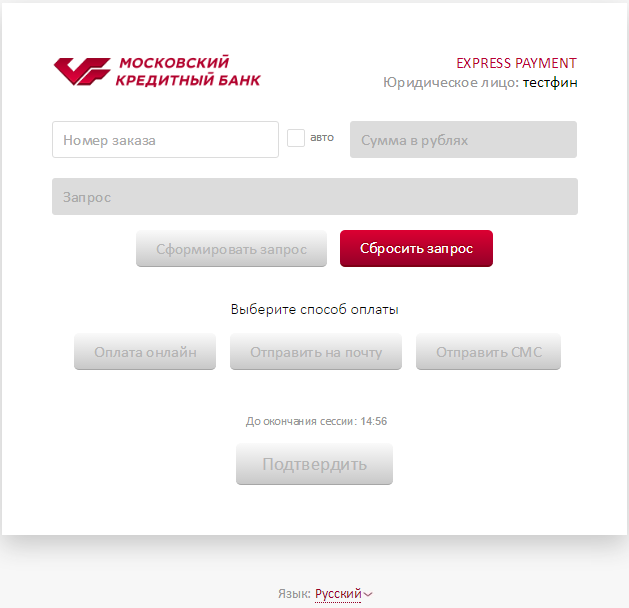 МОСКОВСКИЙ
КРЕДИТНЫЙ БАНК
EXPRESS PAYMENT
Юридическое лицо: тестфин
Номер заказа авто Сумма в рублях
Запрос
Сформировать запрос Сбросить запрос
Выберите способ оплаты
Оплата онлайн Отправить на почту Отправить СМС
До окончания сессии: 14:56
Подтвердить
Язык: Русский